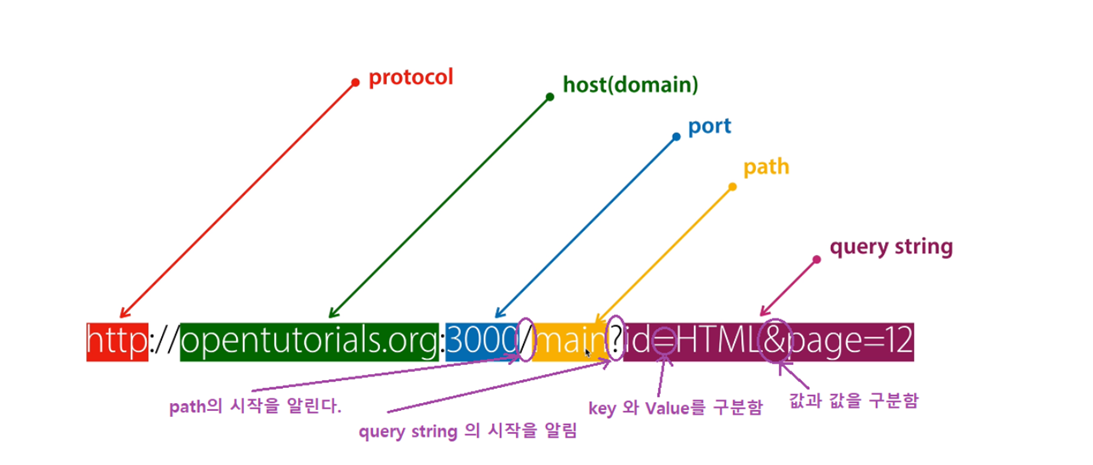 protocol
host(domain)
port
path
query string
http://opentutorials.org:3000/main?id=HTML&page=12
path의 시작을 알린다.
query string 의 시작을 알림
key 와 Value를 구분함
값과 값을 구분함